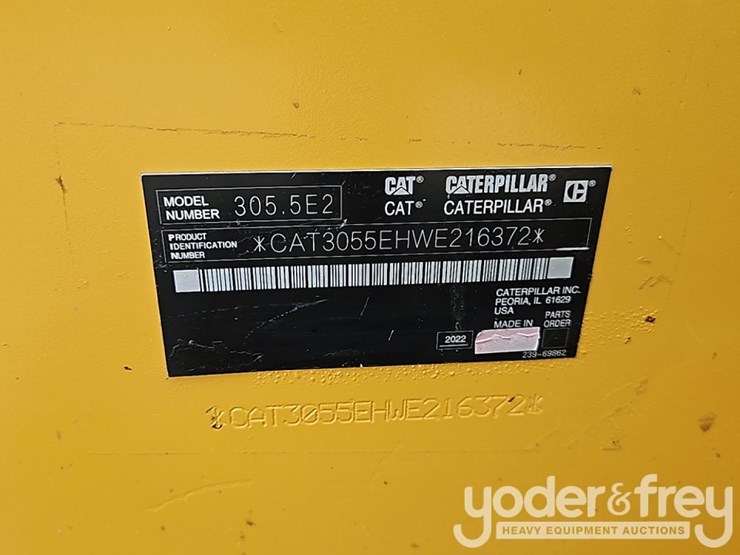 MODEL NUMBER 305.5E2
CAT® CATERPILLAR® C®
CAT® CATERPILLAR®
PRODUCT IDENTIFICATION NUMBER *CAT3055EHWE216372*
CATERPILLAR INC.
PEORIA, IL 61629
USA
MADE IN
PARTS ORDER
2022
239-69862
*CAT3055EHWE216372*
yoder&frey
HEAVY EQUIPMENT AUCTIONS